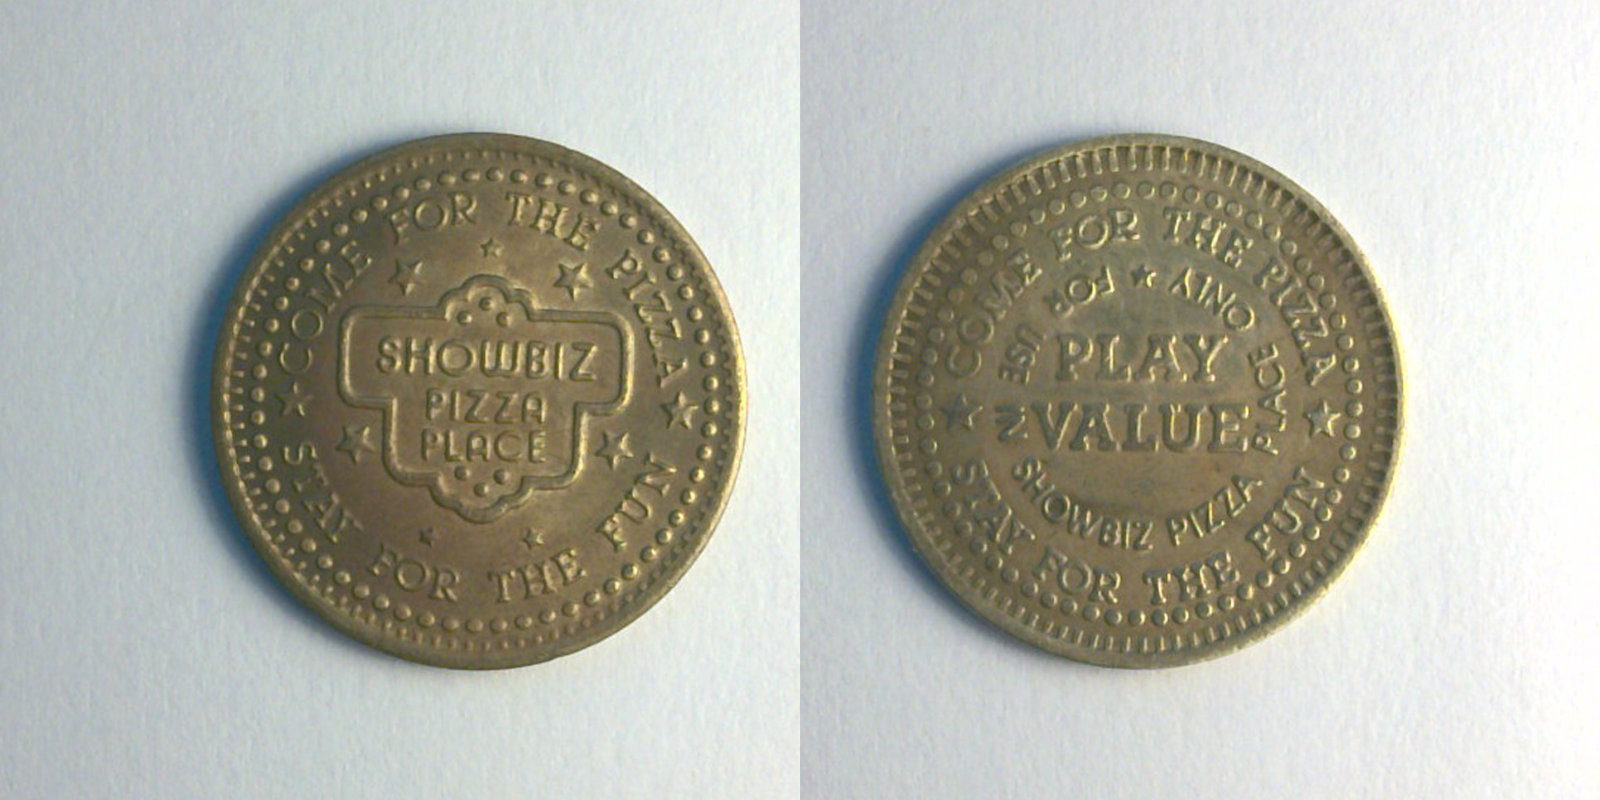 COME FOR THE PIZZA
SHOWBIZ
PIZZA
PLACE
STAY FOR THE FUN
COME FOR THE PIZZA
FOR USE IN SHOWBIZ PIZZA PLACE ONLY
PLAY
VALUE
STAY FOR THE FUN